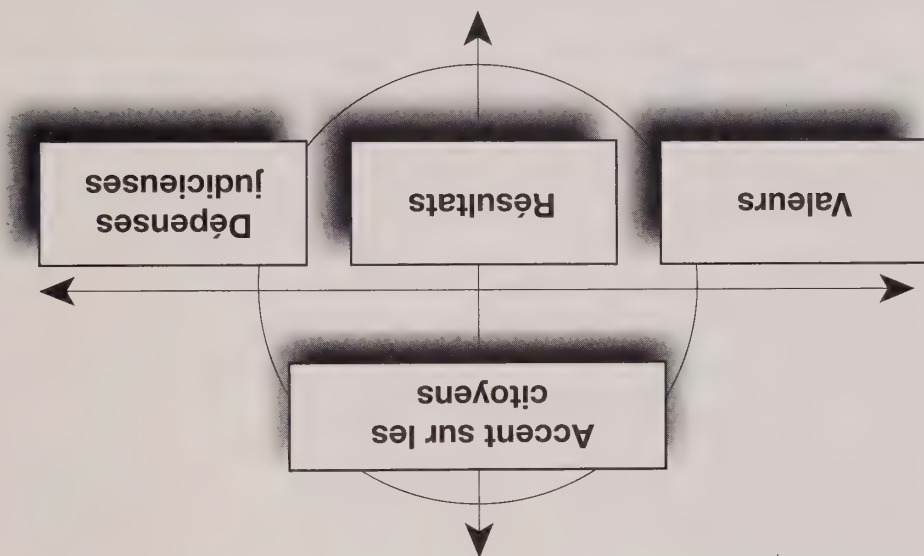 Accent sur les
citoyens
Valeurs
Résultats
Dépenses
judicieuses